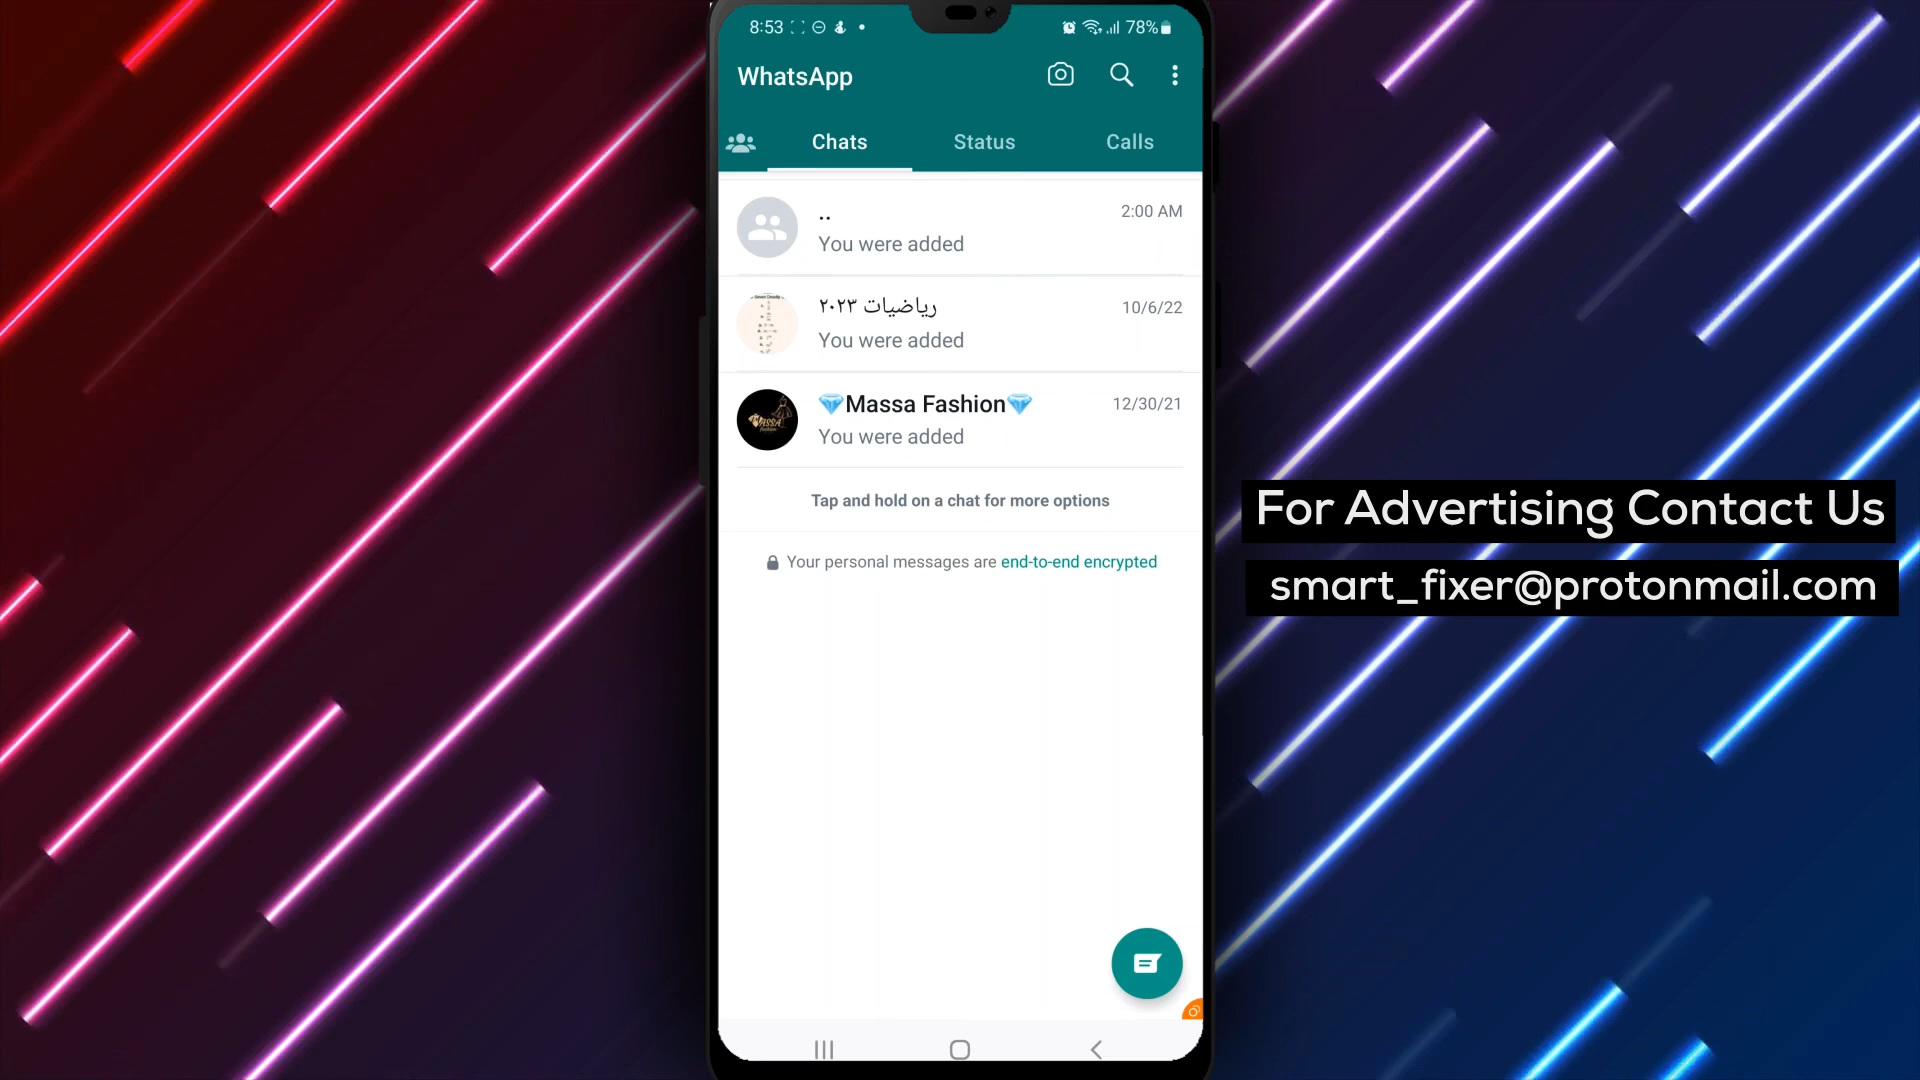 8:53
78%
WhatsApp
Chats
Status
Calls
..
2:00 AM
You were added
رياضيات ٢٠٢٣
10/6/22
You were added
💎Massa Fashion💎
12/30/21
You were added
Tap and hold on a chat for more options
Your personal messages are end-to-end encrypted
For Advertising Contact Us
smart_fixer@protonmail.com